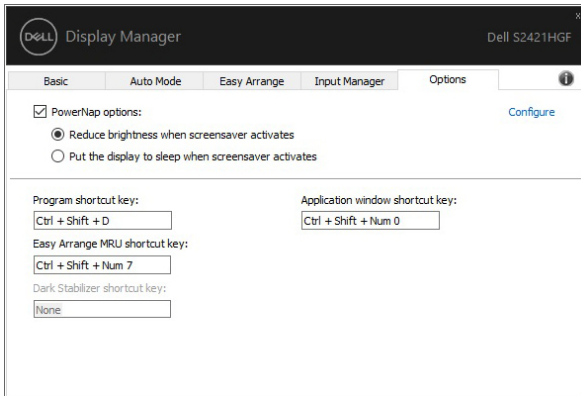 DELL Display Manager
Dell S2421HGF
x
Basic
Auto Mode
Easy Arrange
Input Manager
Options
i
PowerNap options:
Configure
Reduce brightness when screensaver activates
Put the display to sleep when screensaver activates
Program shortcut key:
Application window shortcut key:
Ctrl + Shift + D
Ctrl + Shift + Num 0
Easy Arrange MRU shortcut key:
Ctrl + Shift + Num 7
Dark Stabilizer shortcut key:
None